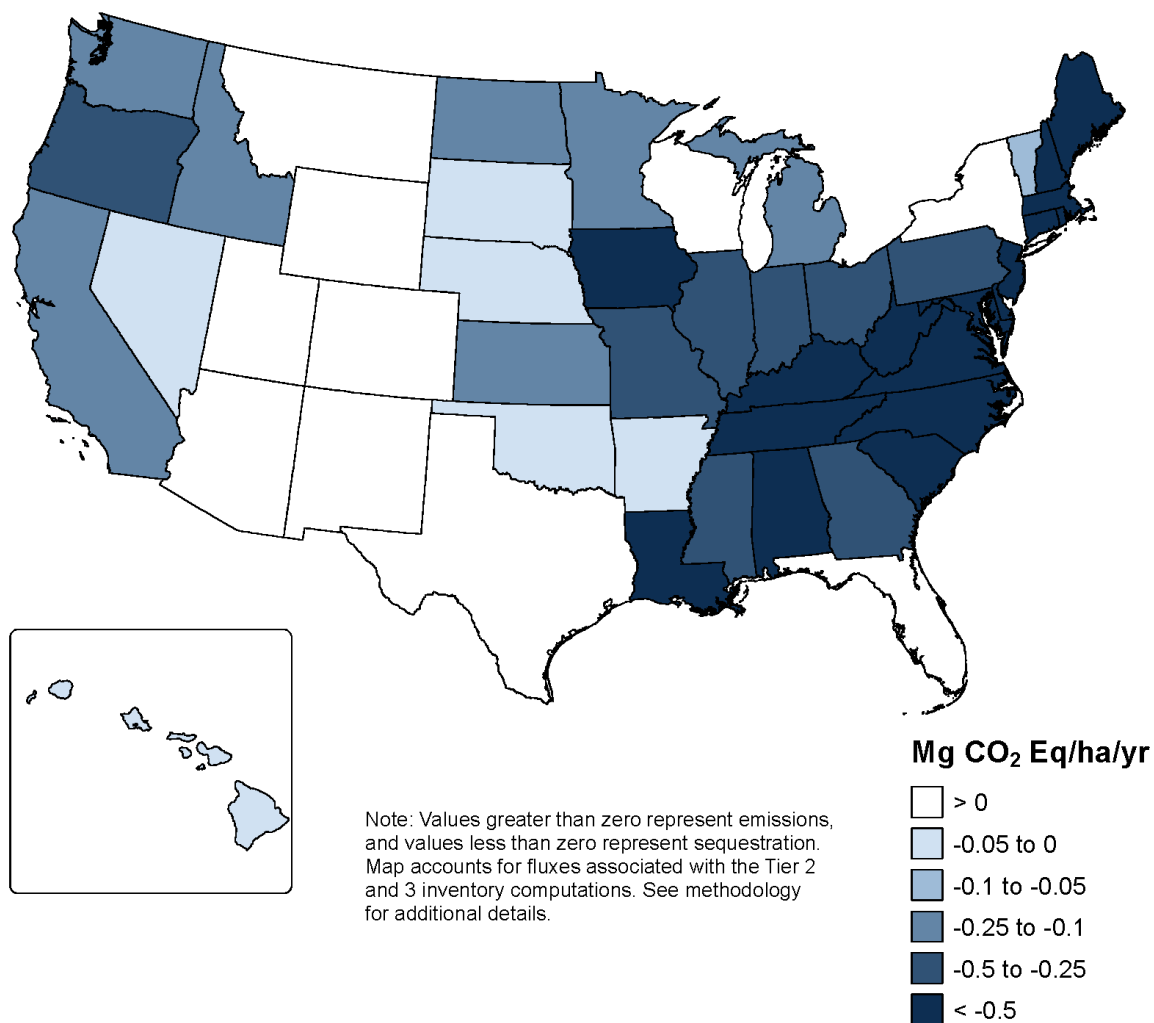 Mg CO₂ Eq/ha/yr
> 0
-0.05 to 0
-0.1 to -0.05
-0.25 to -0.1
-0.5 to -0.25
< -0.5
Note: Values greater than zero represent emissions,
and values less than zero represent sequestration.
Map accounts for fluxes associated with the Tier 2
and 3 inventory computations. See methodology
for additional details.